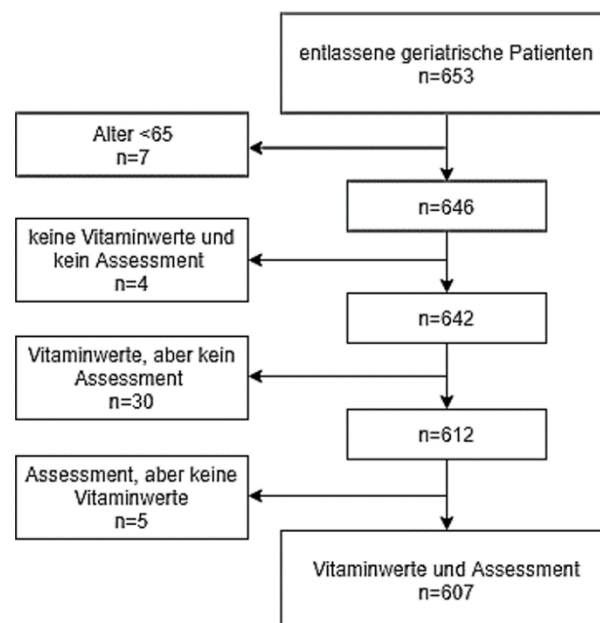 entlassene geriatrische Patienten
n=653
Alter <65
n=7
n=646
keine Vitaminwerte und
kein Assessment
n=4
n=642
Vitaminwerte, aber kein
Assessment
n=30
n=612
Assessment, aber keine
Vitaminwerte
n=5
Vitaminwerte und Assessment
n=607